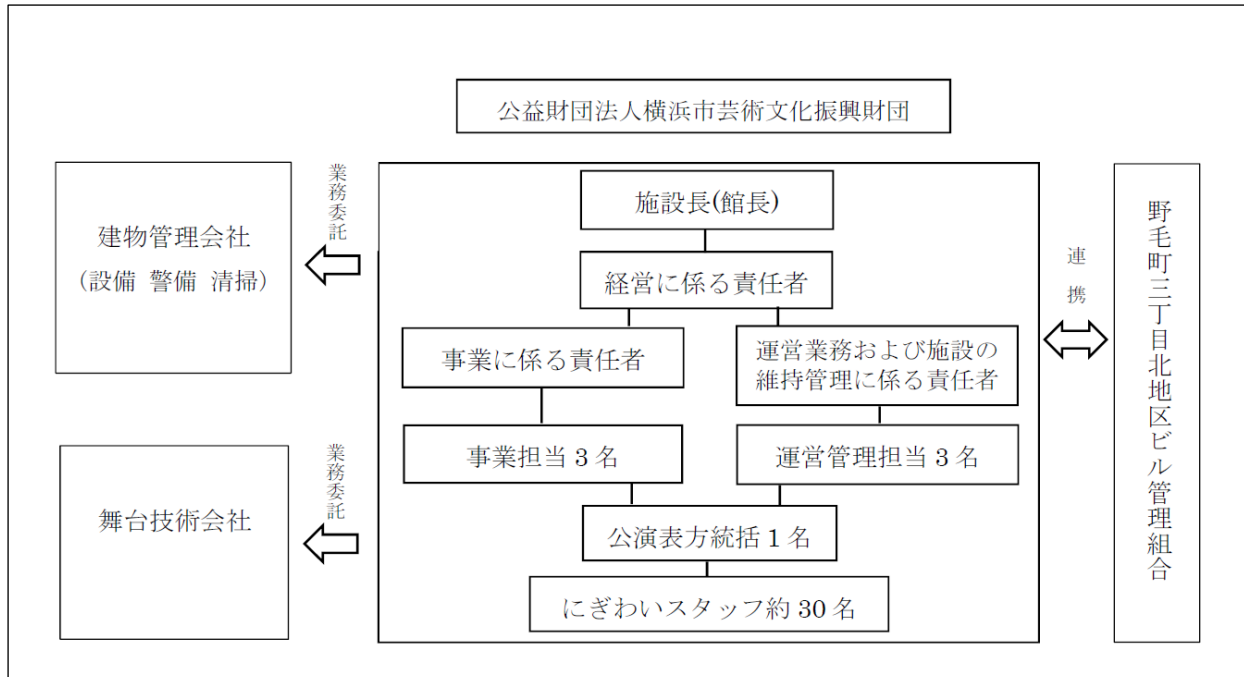 公益財団法人横浜市芸術文化振興財団
建物管理会社
(設備 警備 清掃)
業務委託
舞台技術会社
業務委託
施設長(館長)
経営に係る責任者
事業に係る責任者
運営業務および施設の
維持管理に係る責任者
事業担当3名
運営管理担当3名
公演表方統括1名
にぎわいスタッフ約30名
連携
野毛町三丁目北地区ビル管理組合